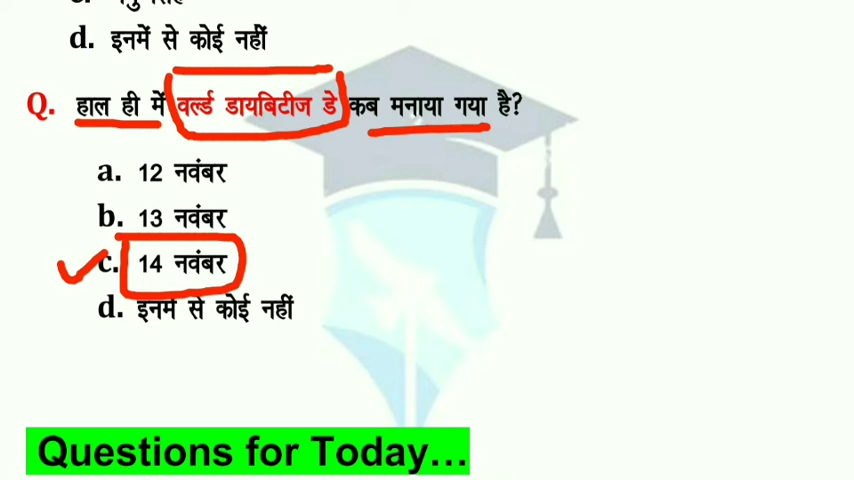 d. इनमें से कोई नहीं
Q. हाल ही में वर्ल्ड डायबिटीज डे कब मनाया गया है?
a. 12 नवंबर
b. 13 नवंबर
c. 14 नवंबर
d. इनमें से कोई नहीं
Questions for Today...